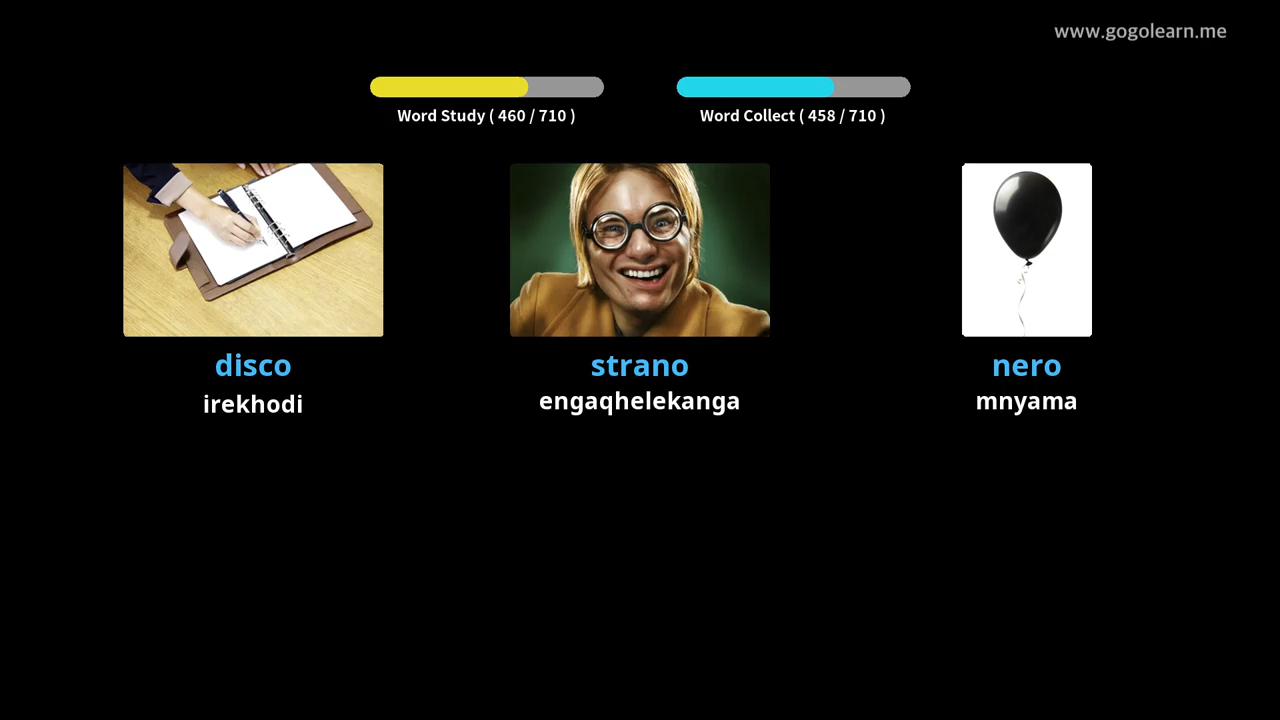 www.gogolearn.me
Word Study ( 460 / 710 )
Word Collect ( 458 / 710 )
disco
irekhodi
strano
engaqhelekanga
nero
mnyama